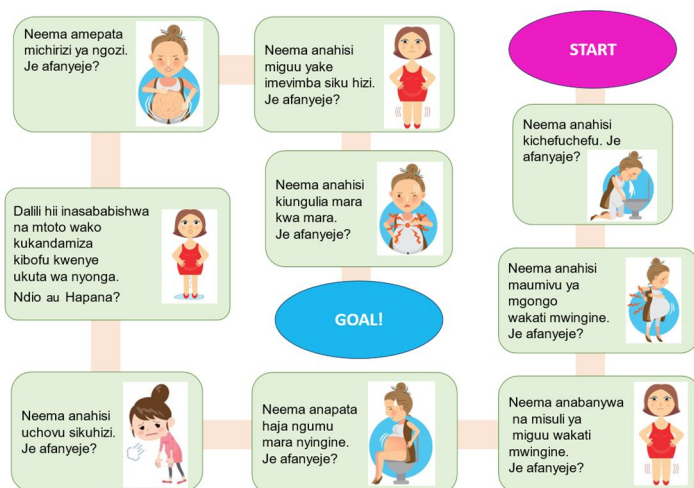 START
Neema anahisi
kichefuchefu. Je
afanyaje?
Neema anahisi
maumivu ya
mgongo
wakati mwingine.
Je afanyeje?
Neema anabanywa
na misuli ya
miguu wakati
mwingine.
Je afanyeje?
Neema anapata
haja ngumu
mara nyingine.
Je afanyeje?
Neema anahisi
uchovu sikuhizi.
Je afanyeje?
Dalili hii inasababishwa
na mtoto wako
kukandamiza
kibofu kwenye
ukuta wa nyonga.
Ndio au Hapana?
Neema amepata
michirizi ya ngozi.
Je afanyeje?
Neema anahisi
miguu yake
imevimba siku hizi.
Je afanyeje?
Neema anahisi
kiungulia mara
kwa mara.
Je afanyeje?
GOAL!